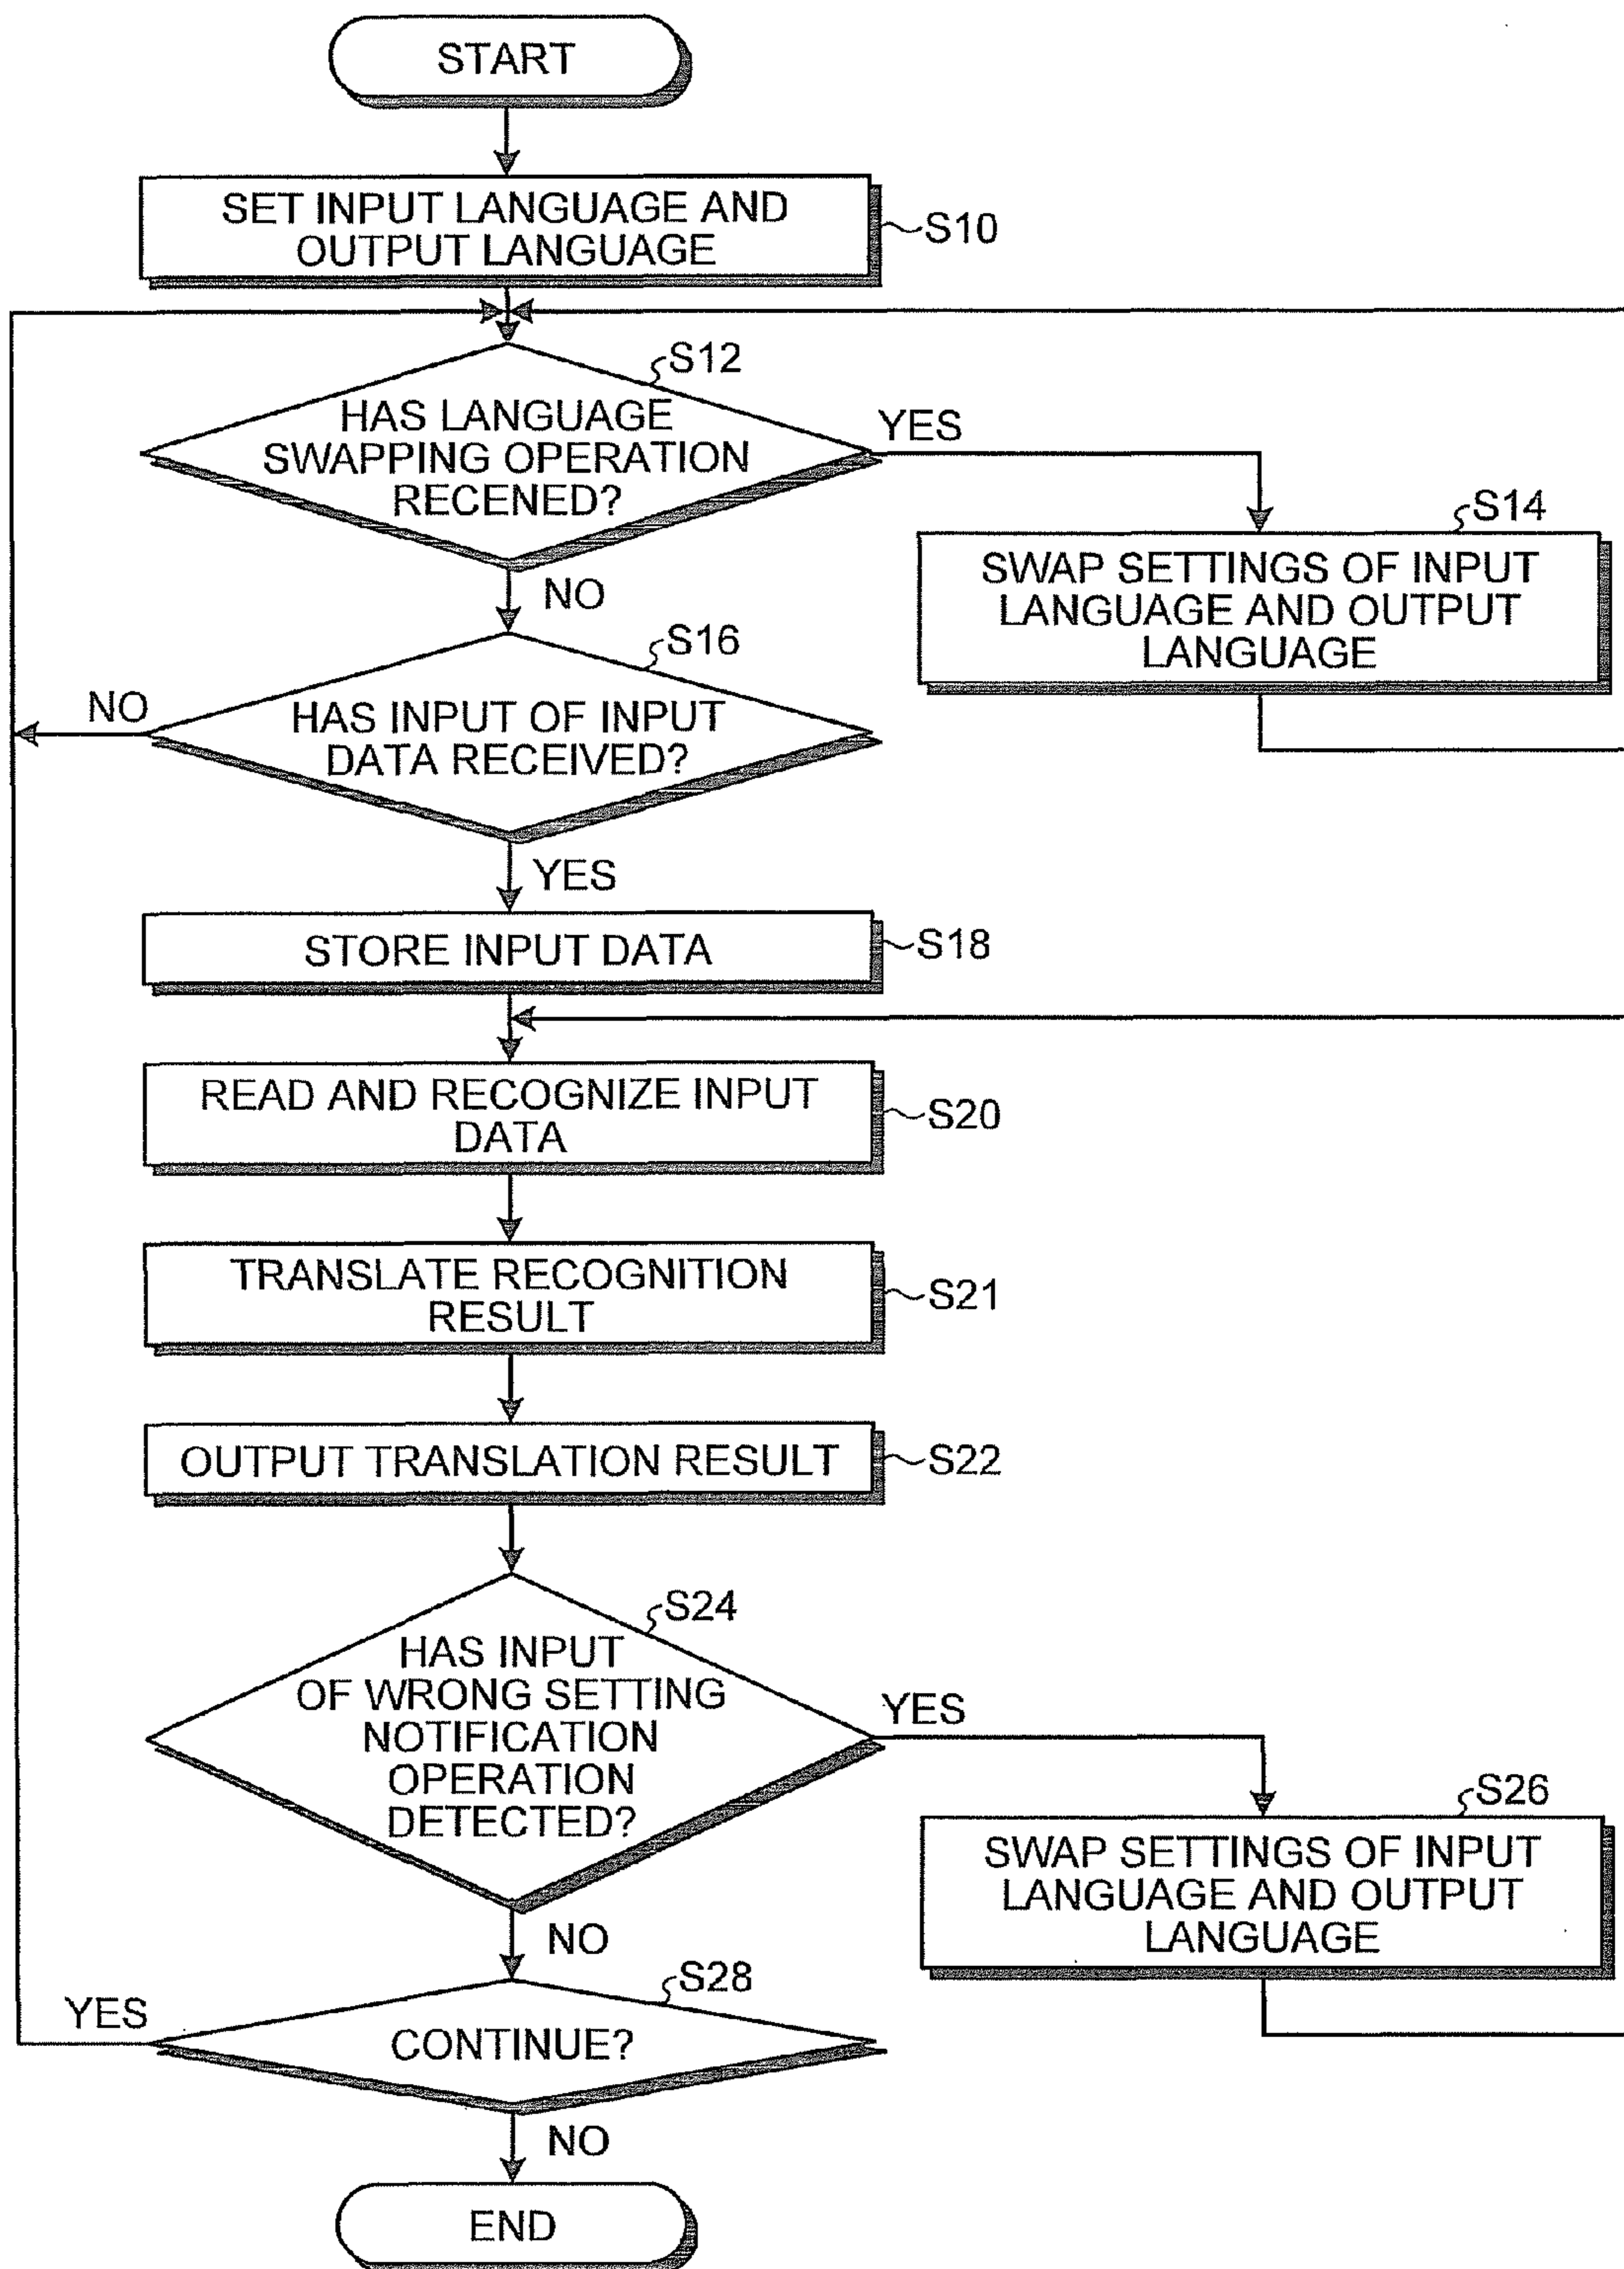 START
SET INPUT LANGUAGE AND
OUTPUT LANGUAGE
S10
S12
HAS LANGUAGE
SWAPPING OPERATION
RECENED?
YES
S14
SWAP SETTINGS OF INPUT
LANGUAGE AND OUTPUT
LANGUAGE
NO
S16
NO
HAS INPUT OF INPUT
DATA RECEIVED?
YES
STORE INPUT DATA
S18
READ AND RECOGNIZE INPUT
DATA
S20
TRANSLATE RECOGNITION
RESULT
S21
OUTPUT TRANSLATION RESULT
S22
S24
HAS INPUT
OF WRONG SETTING
NOTIFICATION
OPERATION
DETECTED?
YES
S26
SWAP SETTINGS OF INPUT
LANGUAGE AND OUTPUT
LANGUAGE
NO
S28
YES
CONTINUE?
NO
END